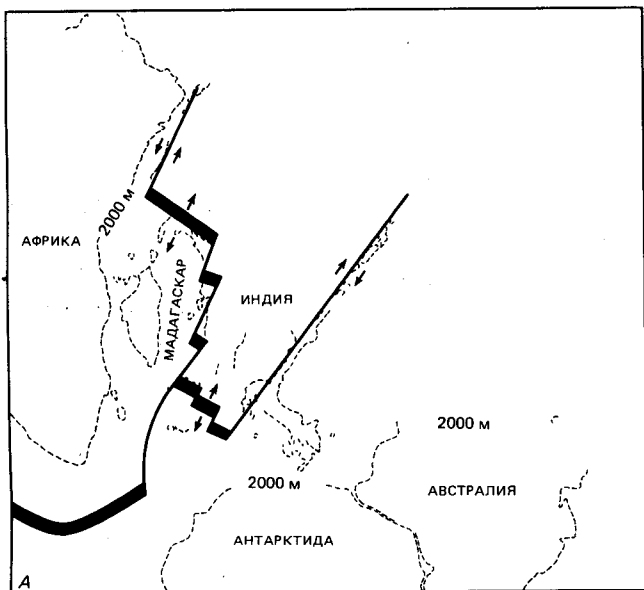 2000 м
АФРИКА
МАДАГАСКАР
ИНДИЯ
2000 м
2000 м
АВСТРАЛИЯ
АНТАРКТИДА
А